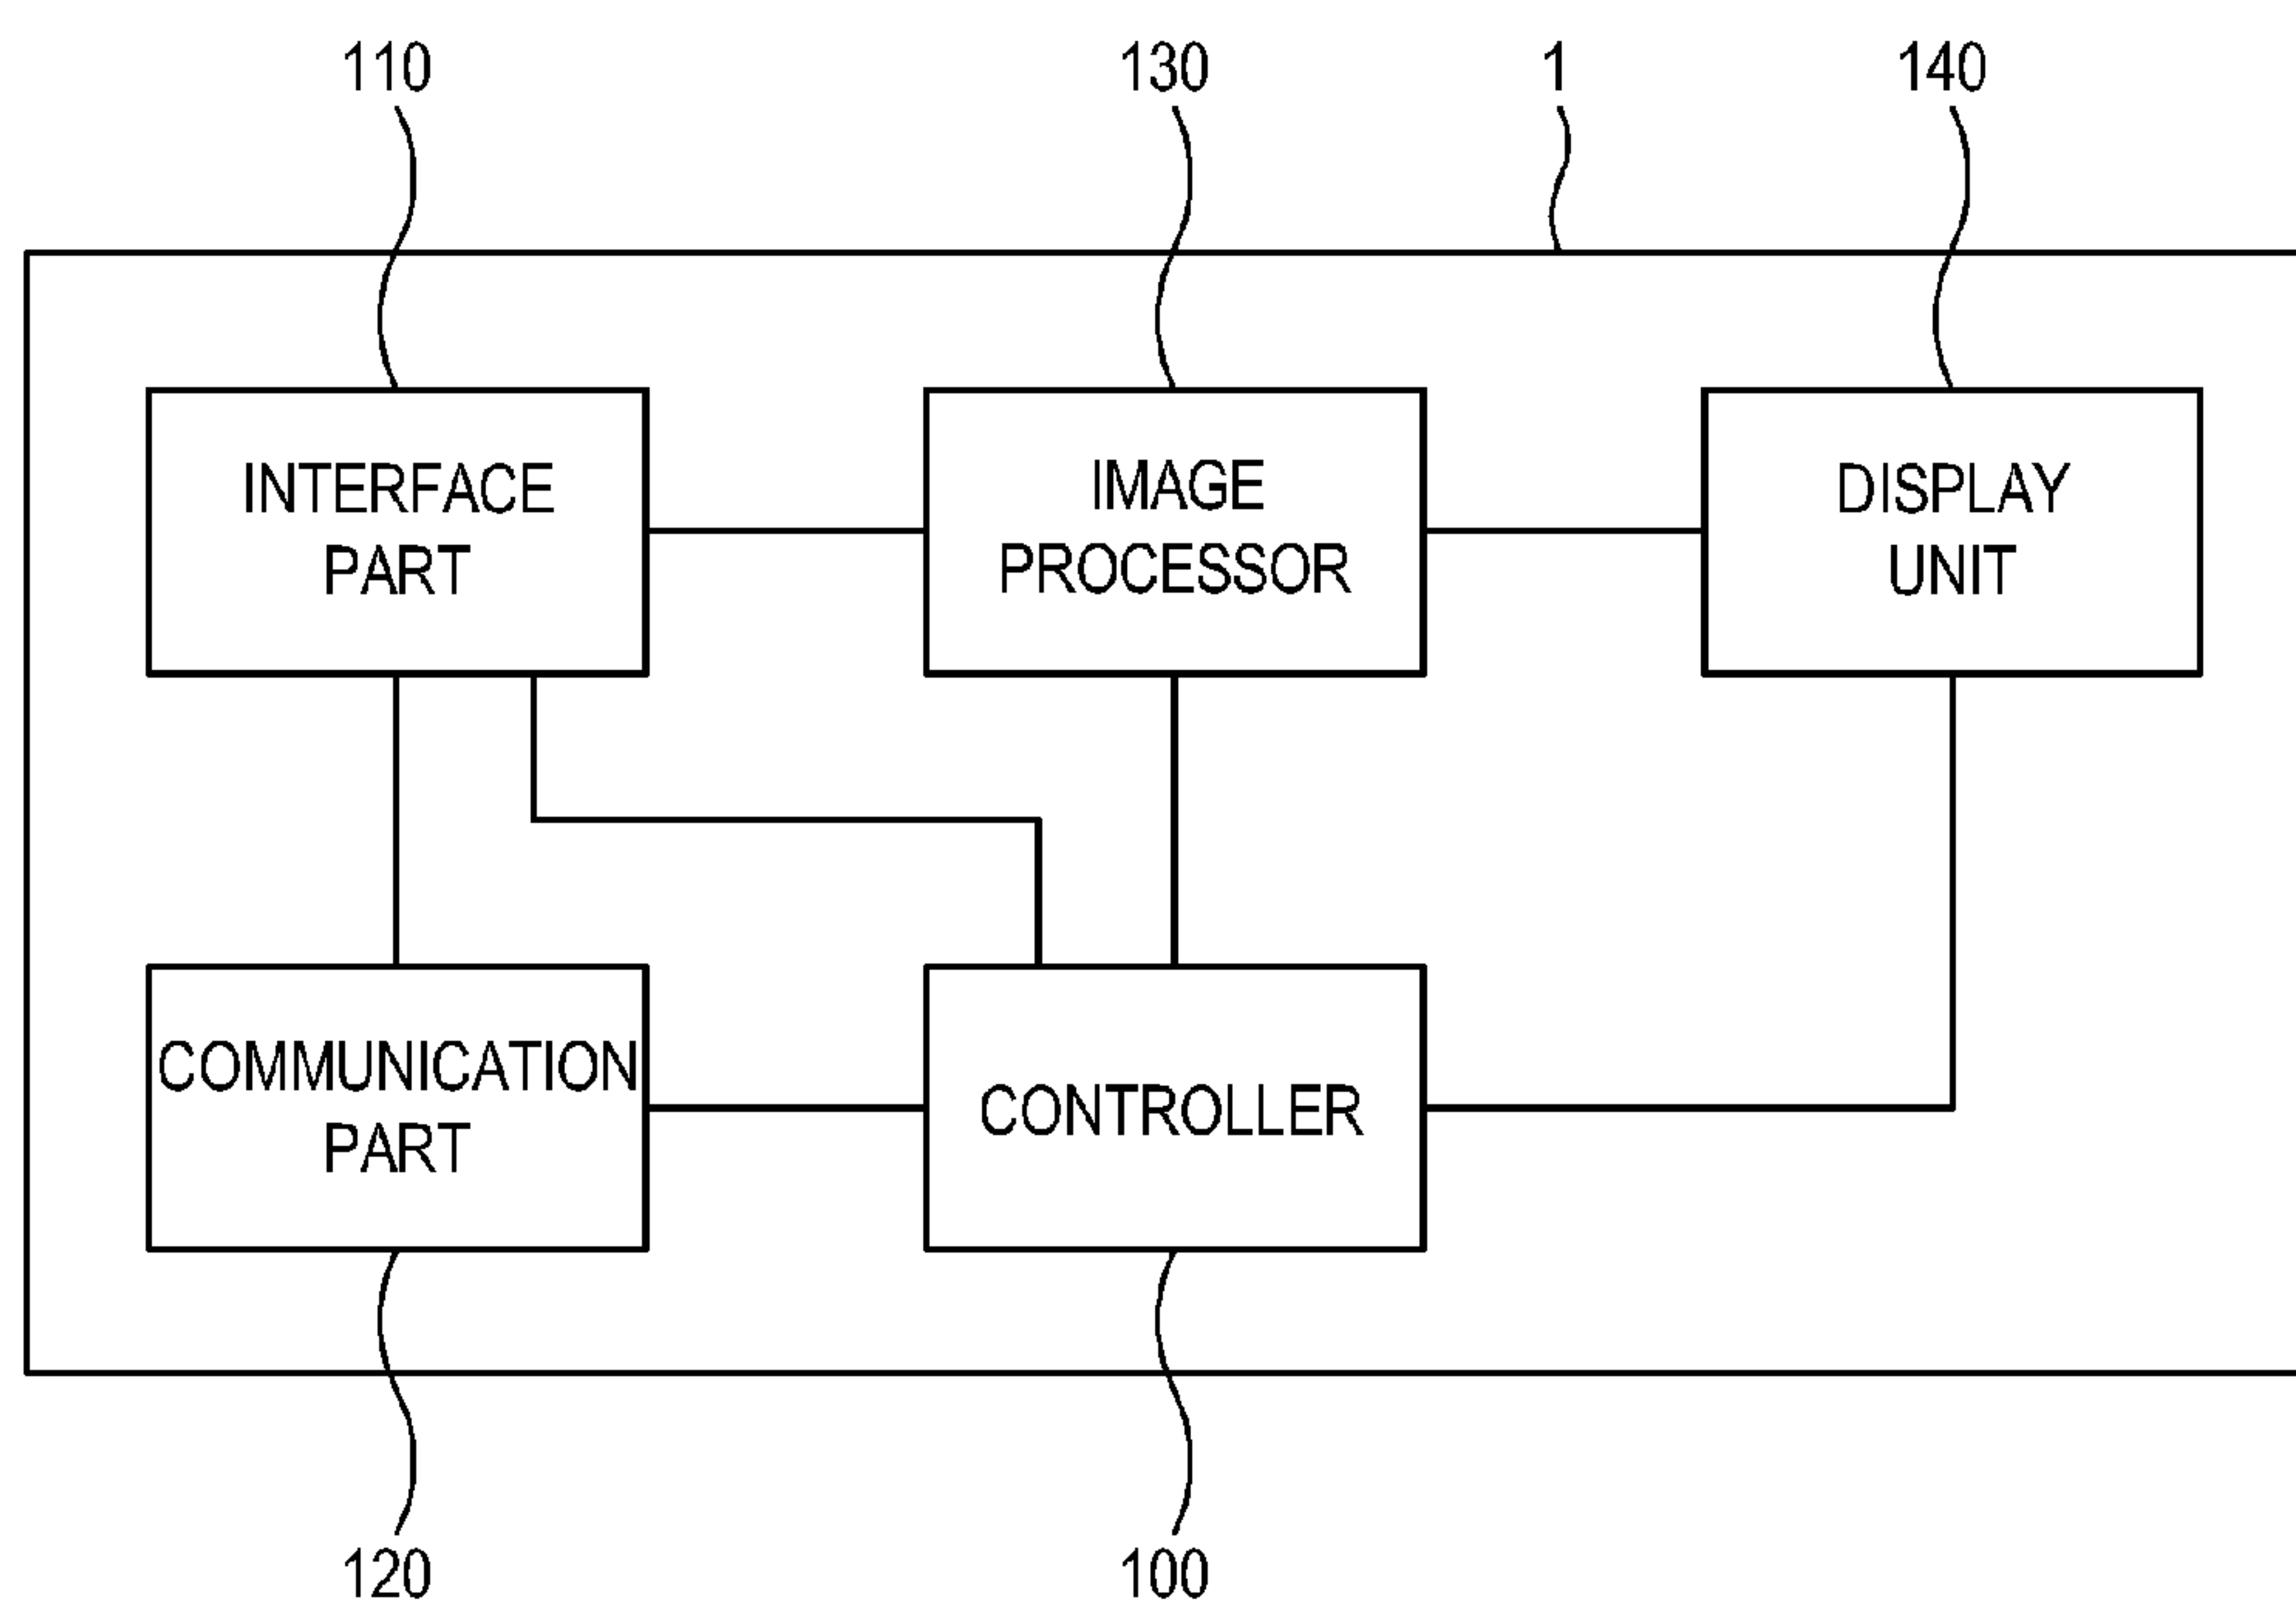 110
130
1
140
INTERFACE
PART
IMAGE
PROCESSOR
DISPLAY
UNIT
COMMUNICATION
PART
CONTROLLER
120
100